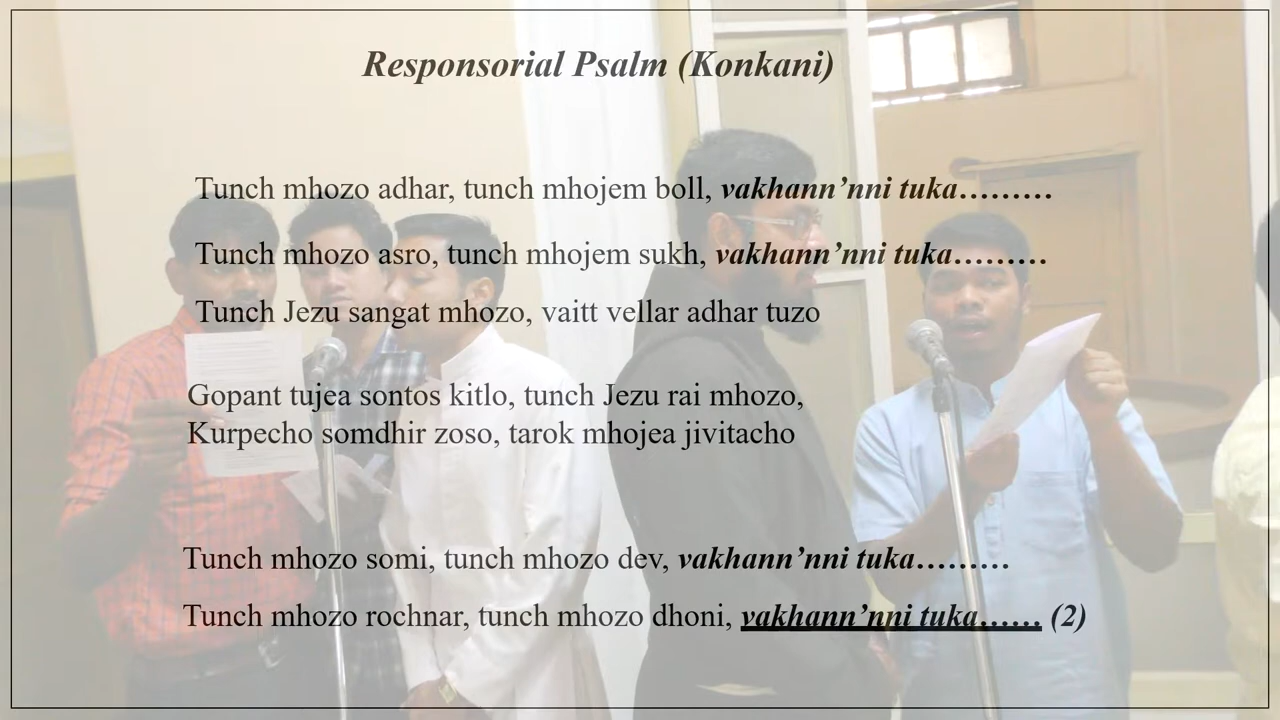 Responsorial Psalm (Konkani)
Tunch mhozo adhar, tunch mhojem boll, vakhann’nni tuka………
Tunch mhozo asro, tunch mhojem sukh, vakhann’nni tuka………
Tunch Jezu sangat mhozo, vaitt vellar adhar tuzo
Gopant tujea sontos kitlo, tunch Jezu rai mhozo,
Kurpecho somdhir zoso, tarok mhojea jivitacho
Tunch mhozo somi, tunch mhozo dev, vakhann’nni tuka………
Tunch mhozo rochnar, tunch mhozo dhoni, vakhann’nni tuka…… (2)